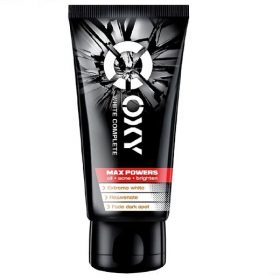 OXY
WHITE COMPLETE
MAX POWERS
oil + acne + brighten
> Extreme white
> Rejuvenate
> Fade dark spot